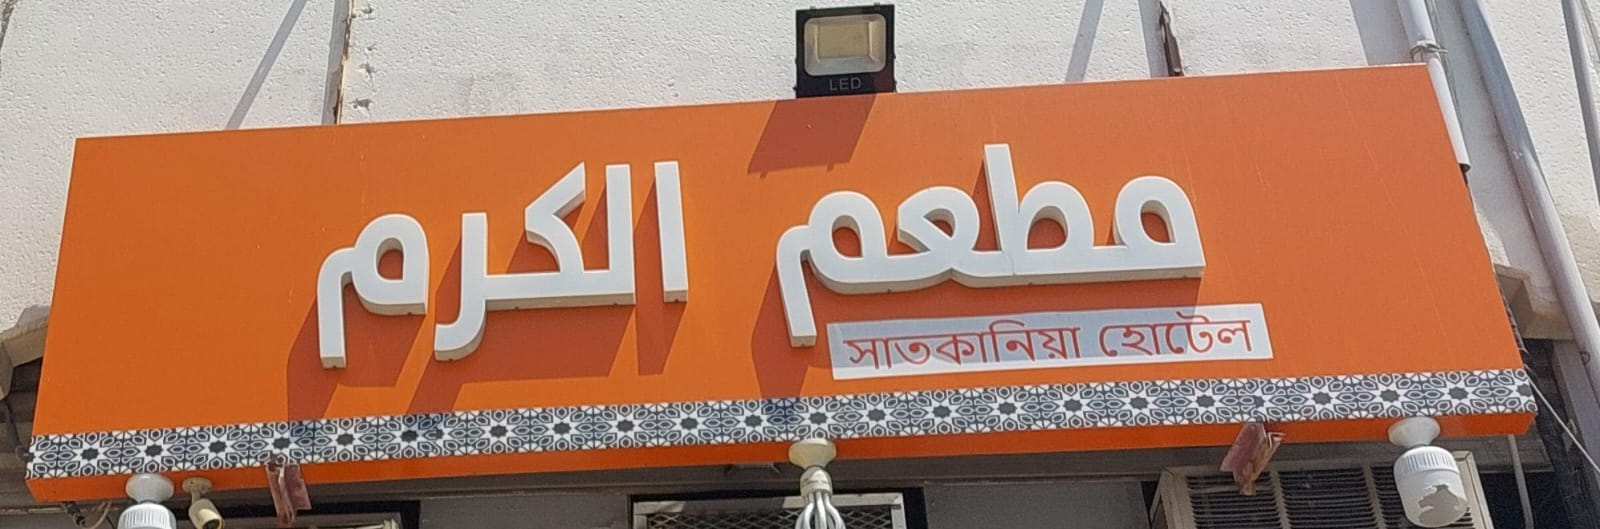 LED
مطعم الكرم
সাতকানিয়া হোটেল